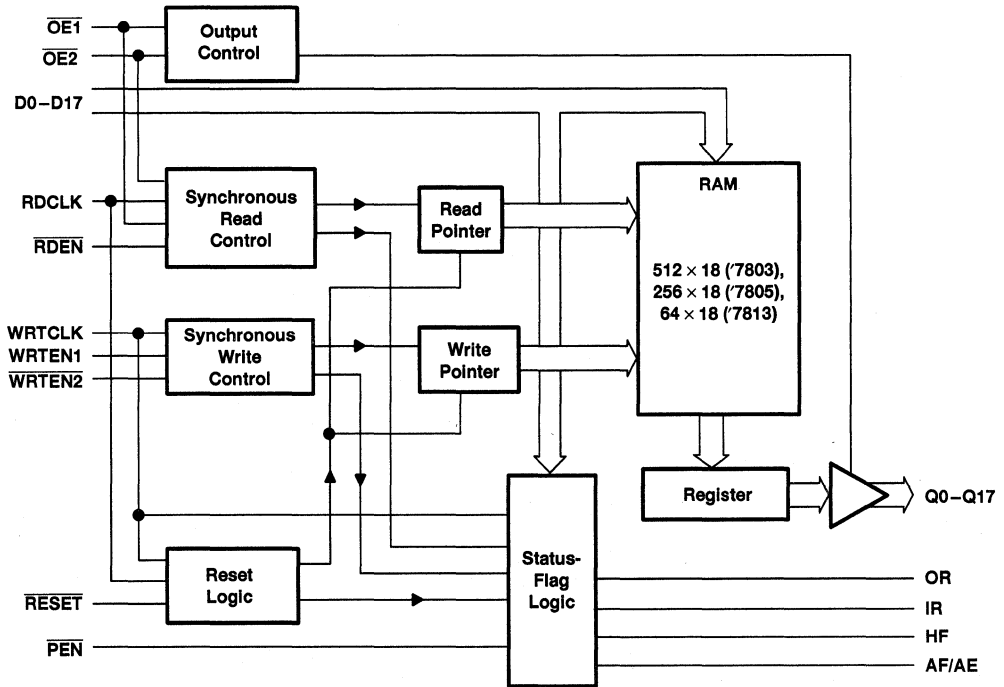 OE1
OE2
Output
Control
D0–D17
RAM
RDCLK
RDEN
Synchronous
Read
Control
Read
Pointer
512 × 18 ('7803),
256 × 18 ('7805),
64 × 18 ('7813)
WRTCLK
WRTEN1
WRTEN2
Synchronous
Write
Control
Write
Pointer
Register
Q0–Q17
Reset
Logic
Status-
Flag
Logic
RESET
PEN
OR
IR
HF
AF/AE